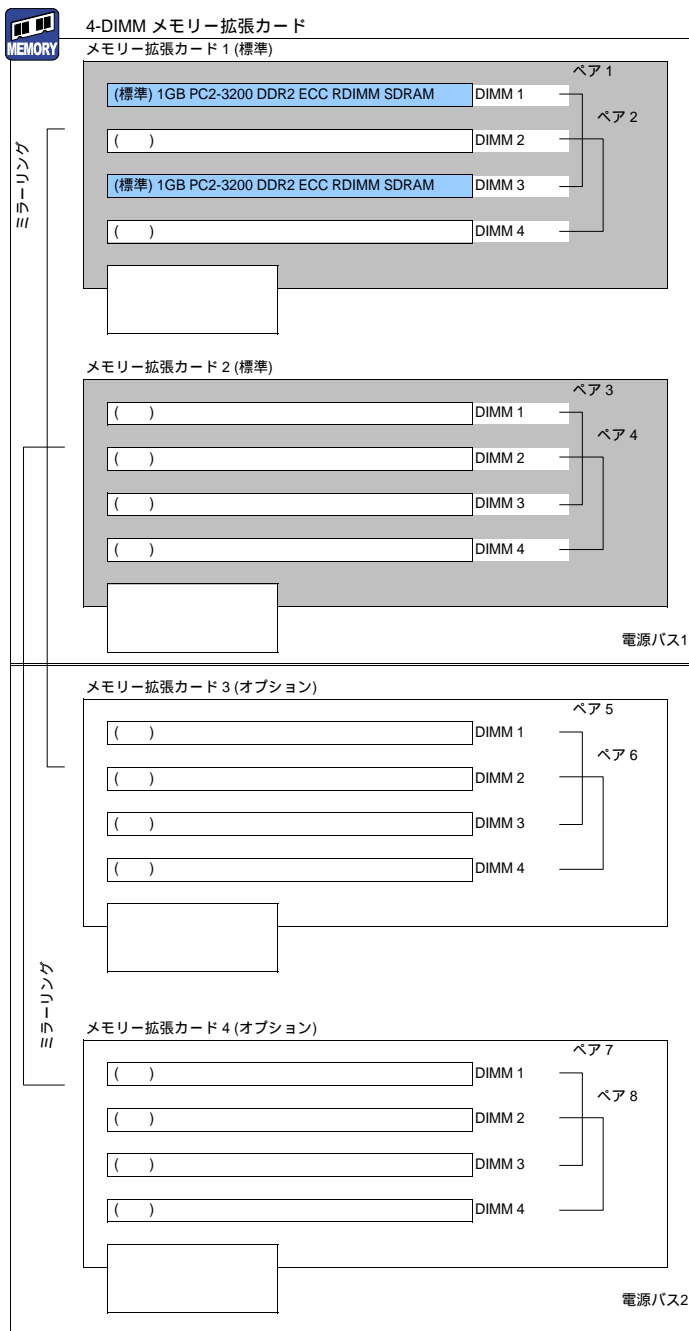 MEMORY
4-DIMM メモリー拡張カード
メモリー拡張カード 1 (標準)
ペア 1
(標準) 1GB PC2-3200 DDR2 ECC RDIMM SDRAM DIMM 1
ペア 2
( ) DIMM 2
ミラーリング
(標準) 1GB PC2-3200 DDR2 ECC RDIMM SDRAM DIMM 3
( ) DIMM 4
メモリー拡張カード 2 (標準)
ペア 3
( ) DIMM 1
ペア 4
( ) DIMM 2
( ) DIMM 3
( ) DIMM 4
電源バス1
メモリー拡張カード 3 (オプション)
ペア 5
( ) DIMM 1
ペア 6
( ) DIMM 2
( ) DIMM 3
( ) DIMM 4
ミラーリング
メモリー拡張カード 4 (オプション)
ペア 7
( ) DIMM 1
ペア 8
( ) DIMM 2
( ) DIMM 3
( ) DIMM 4
電源バス2